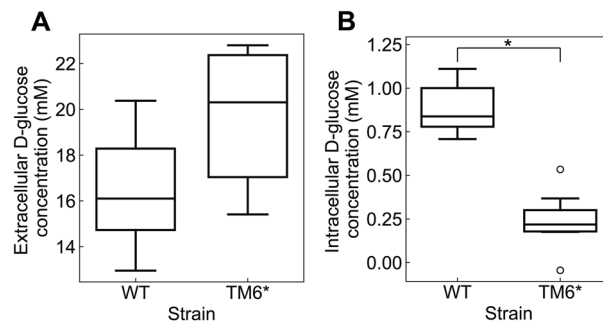 A
Extracellular D-glucose
concentration (mM)
22
20
18
16
14
WT
TM6*
Strain
B
Intracellular D-glucose
concentration (mM)
1.25
1.00
0.75
0.50
0.25
0.00
*
WT
TM6*
Strain